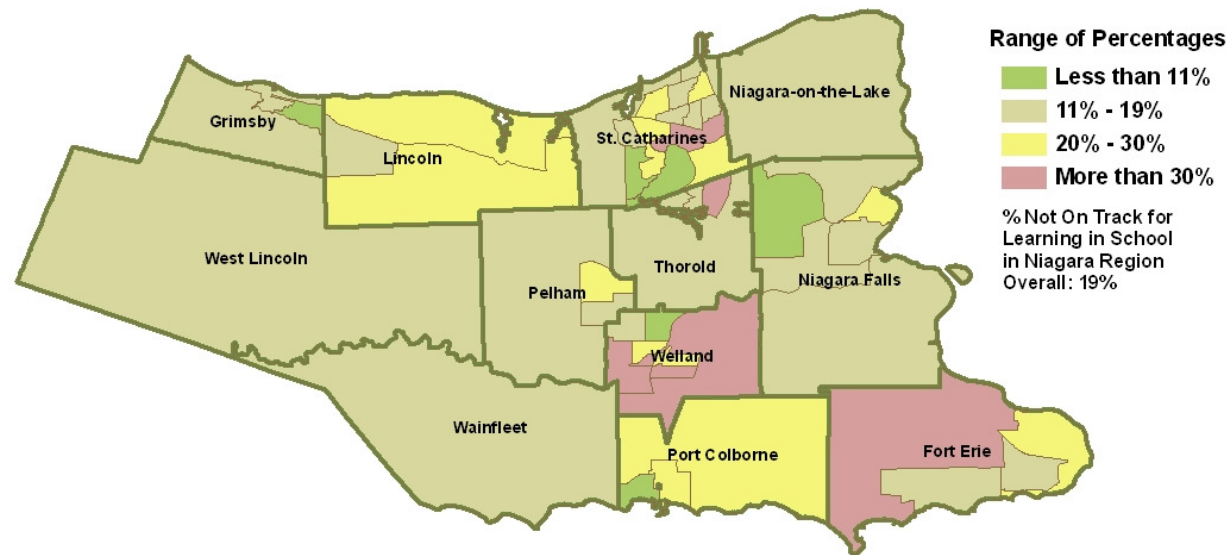 Range of Percentages
Less than 11%
11% - 19%
20% - 30%
More than 30%
% Not On Track for
Learning in School
in Niagara Region
Overall: 19%
Niagara-on-the-Lake
Grimsby
St. Catharines
Lincoln
West Lincoln
Thorold
Niagara Falls
Pelham
Welland
Wainfleet
Port Colborne
Fort Erie